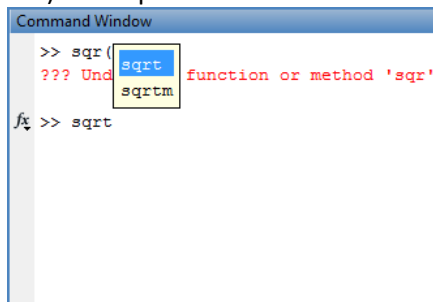 Command Window
>> sqr(
sqrt
??? Und function or method 'sqr'
sqrtm
fx >> sqrt